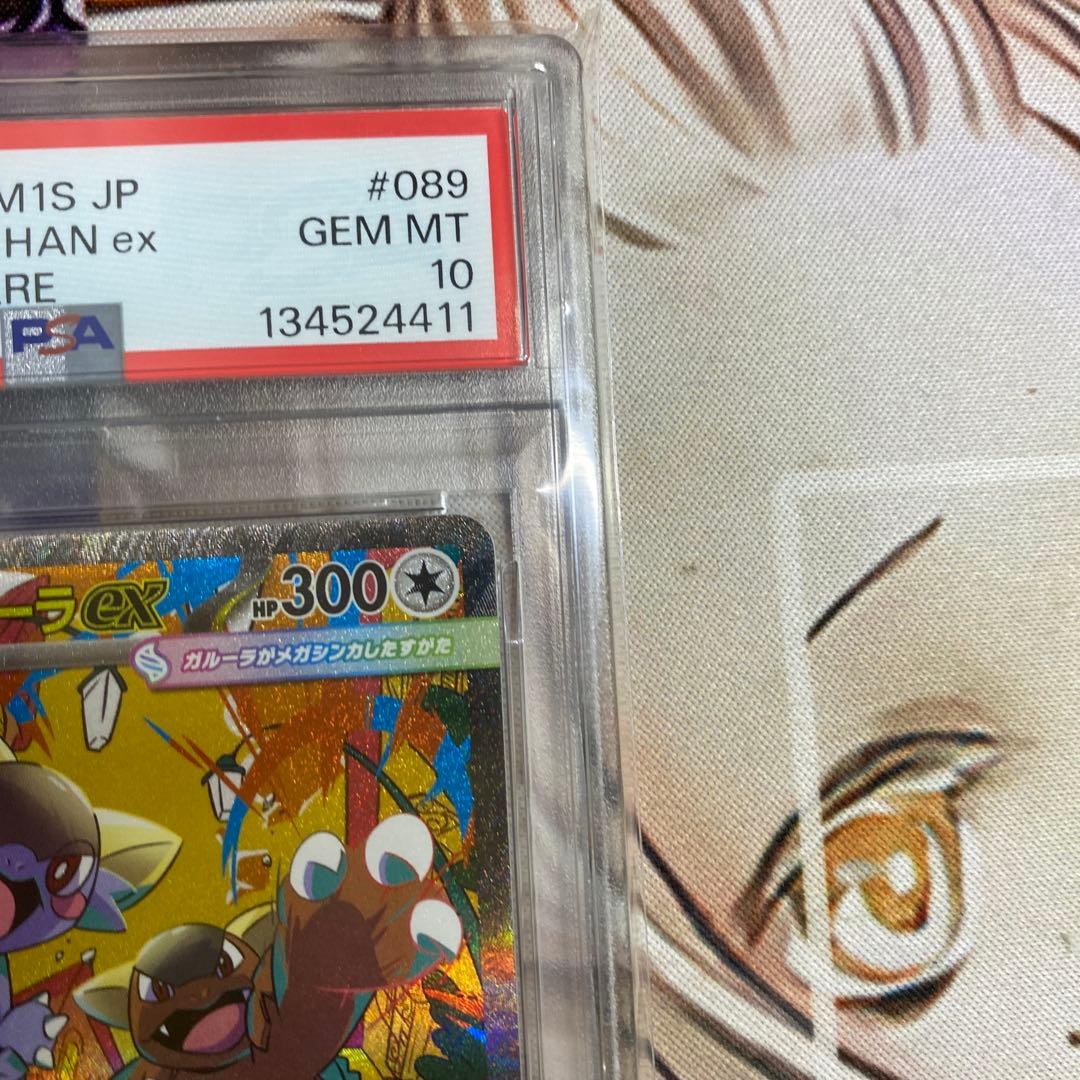 M1S JP #089
HAN ex GEM MT
RE 10
PSA 134524411
ーラex HP300
ガルーラがメガシンカしたすがた